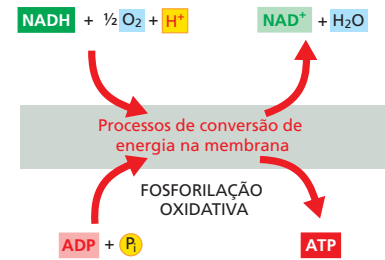 NADH + ½ O₂ + H⁺
NAD⁺ + H₂O
Processos de conversão de
energia na membrana
FOSFORILAÇÃO
OXIDATIVA
ADP + Pᵢ
ATP